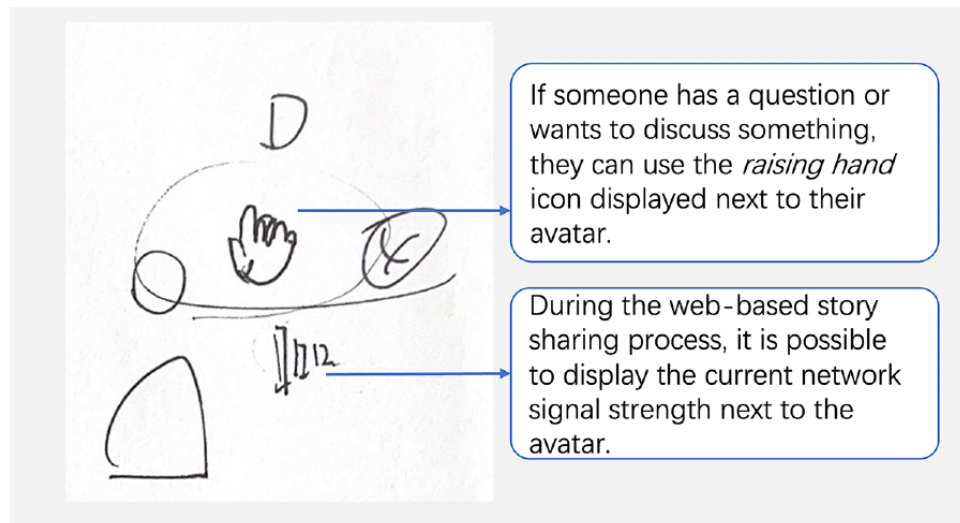 D
If someone has a question or
wants to discuss something,
they can use the raising hand
icon displayed next to their
avatar.
During the web-based story
sharing process, it is possible
to display the current network
signal strength next to the
avatar.